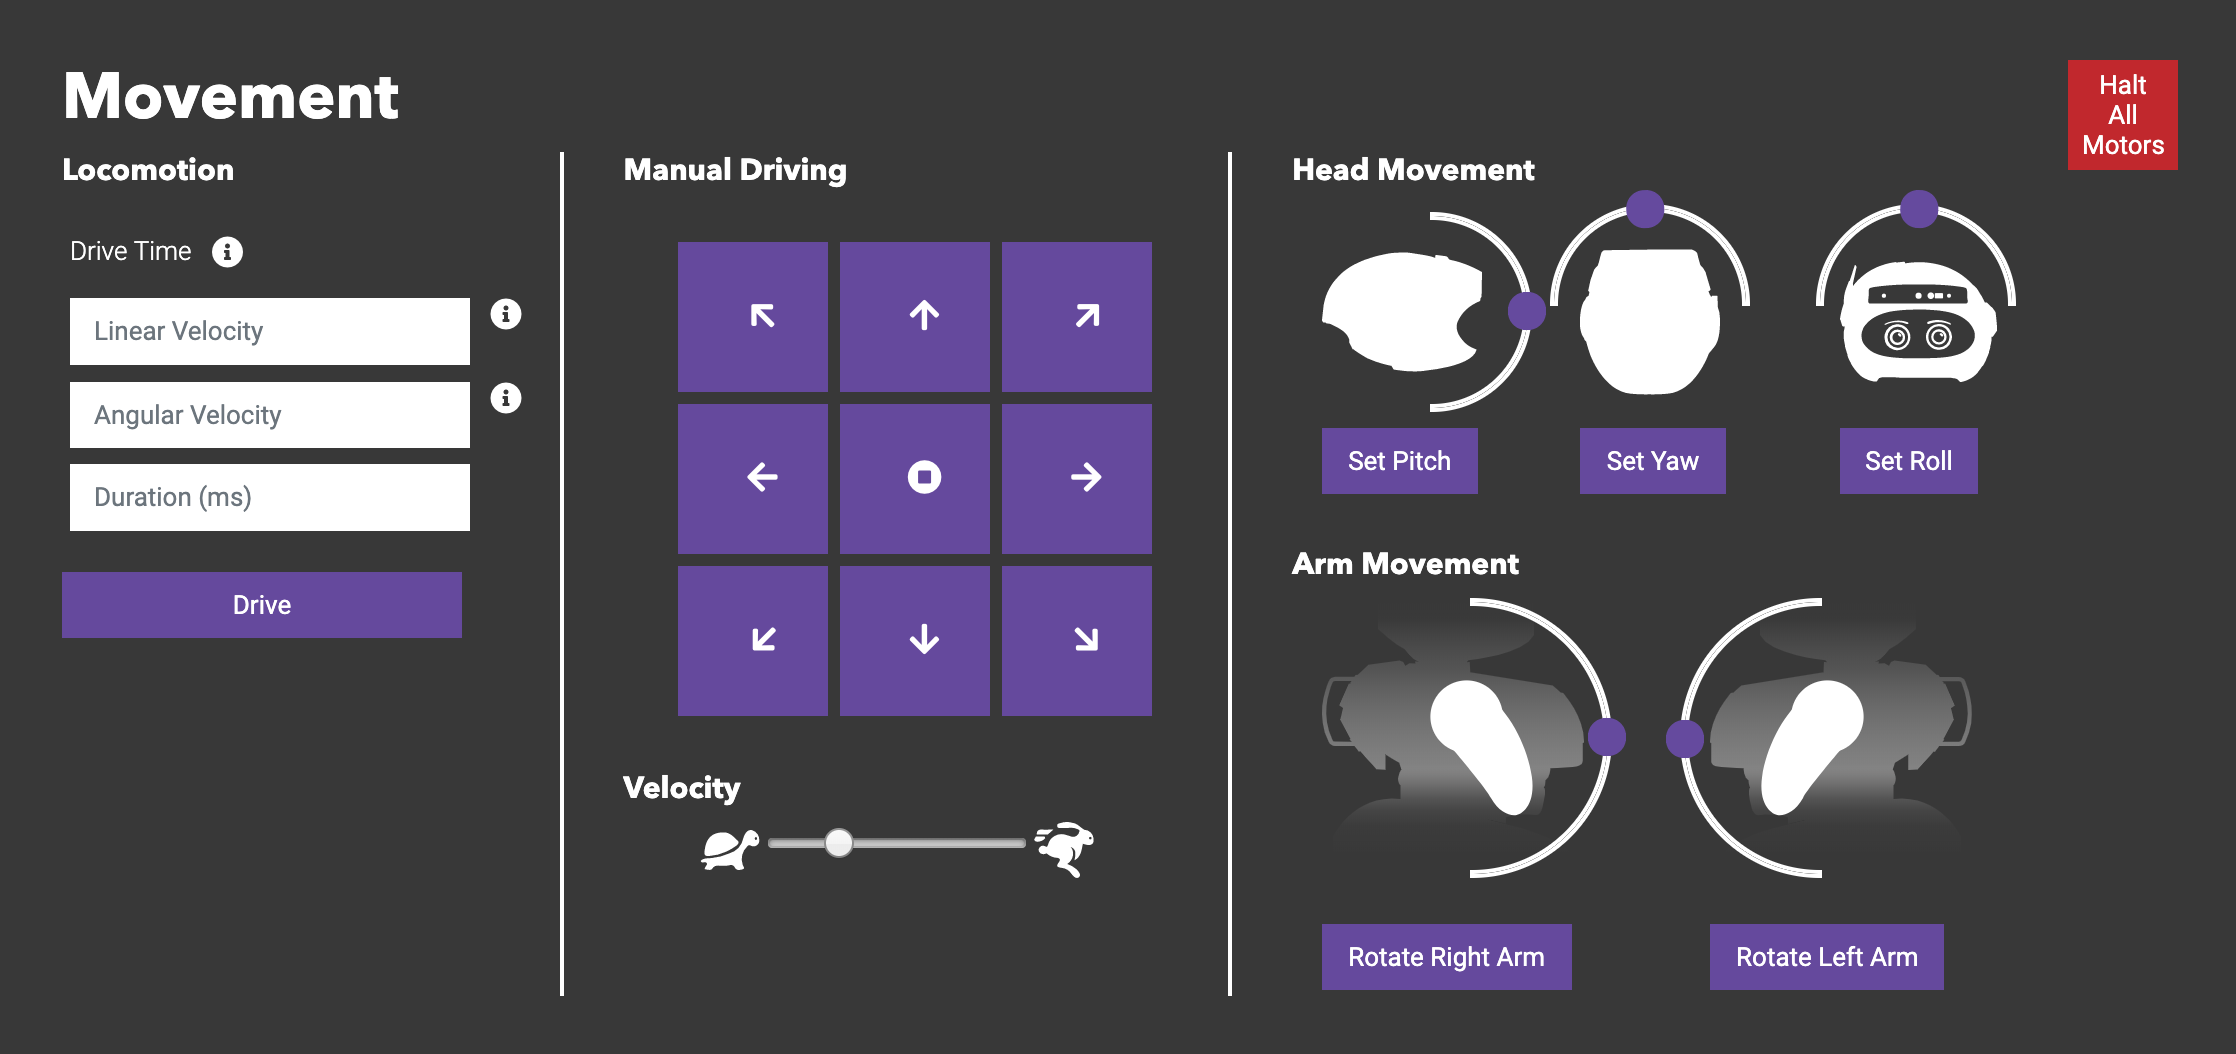 Movement
Halt
All
Motors
Locomotion
Drive Time
Linear Velocity
Angular Velocity
Duration (ms)
Drive
Manual Driving
Velocity
Head Movement
Set Pitch
Set Yaw
Set Roll
Arm Movement
Rotate Right Arm
Rotate Left Arm